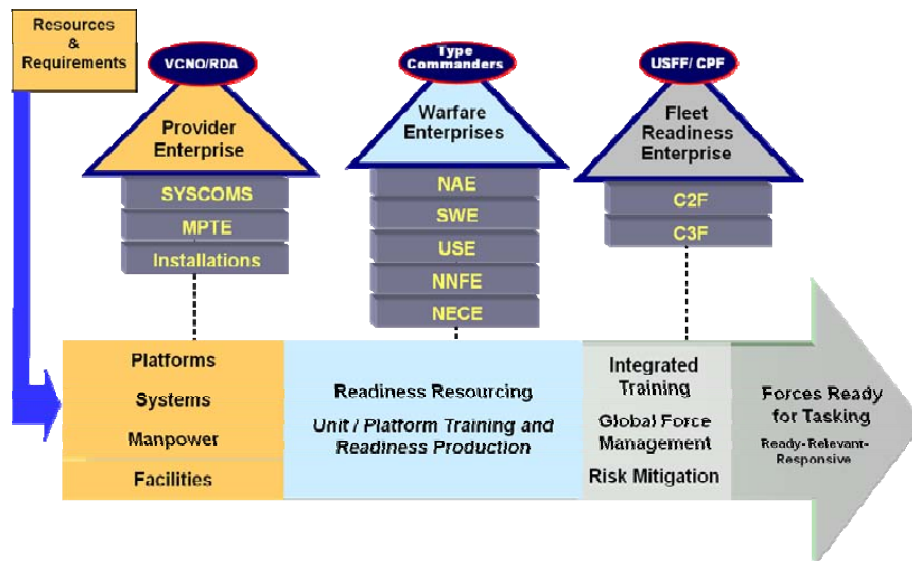 Resources
&
Requirements
VCNO/RDA
Provider
Enterprise
SYSCOMS
MPTE
Installations
Type
Commanders
Warfare
Enterprises
NAE
SWE
USE
NNFE
NECE
USFF/ CPF
Fleet
Readiness
Enterprise
C2F
C3F
Platforms
Systems
Manpower
Facilities
Readiness Resourcing
Unit / Platform Training and
Readiness Production
Integrated
Training
Global Force
Management
Risk Mitigation
Forces Ready
for Tasking
Ready-Relevant-
Responsive